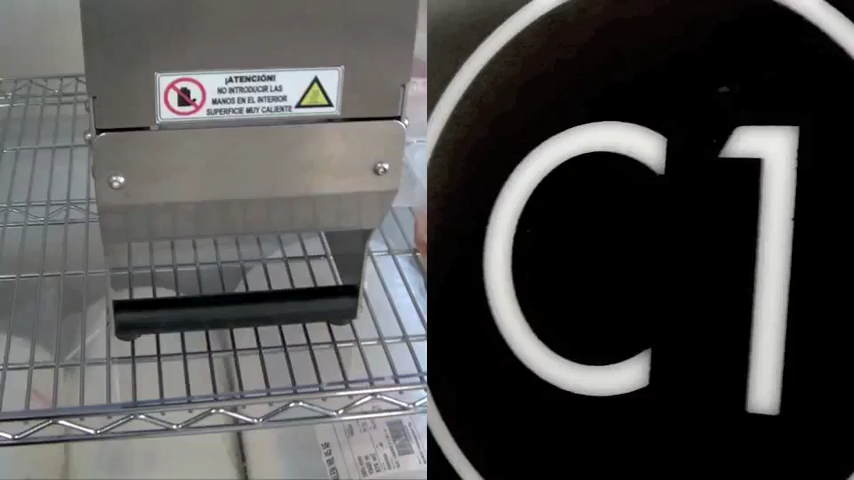 ¡ATENCIÓN!
NO INTRODUCIR LAS
MANOS EN EL INTERIOR
SUPERFICIE MUY CALIENTE
C1